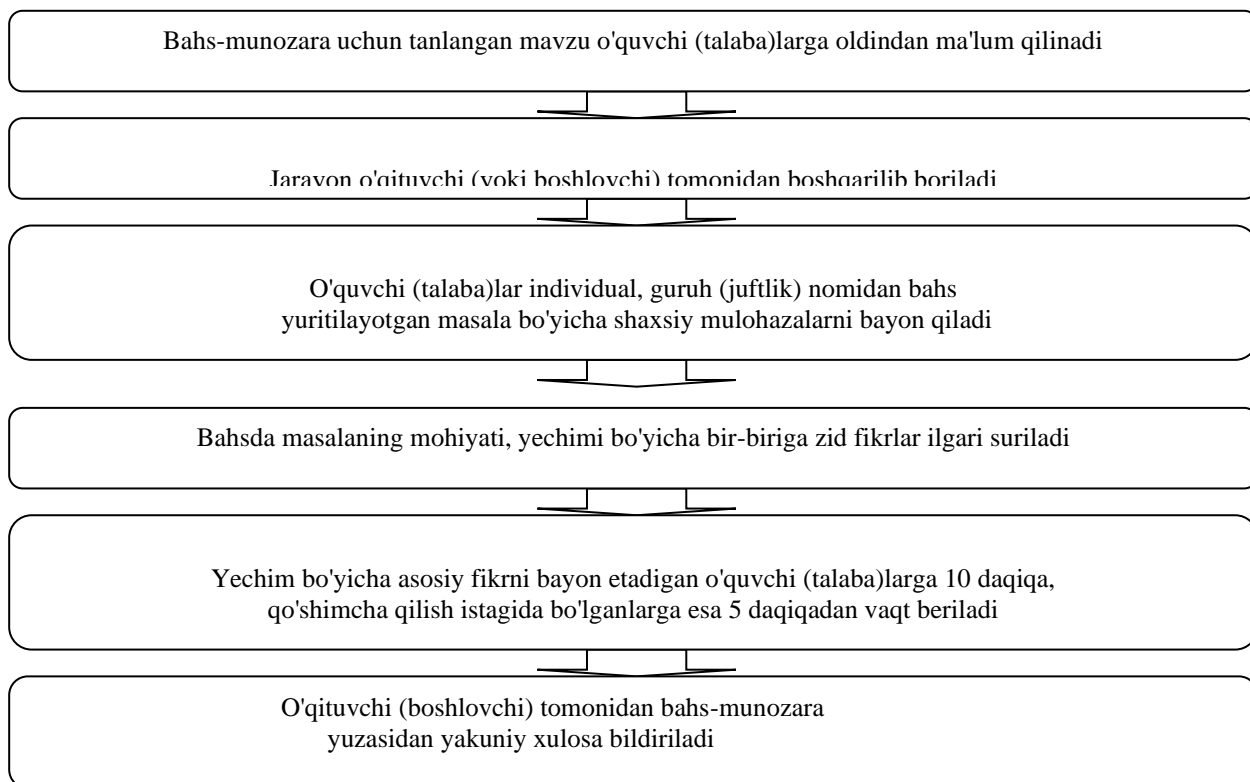 Bahs-munozara uchun tanlangan mavzu o'quvchi (talaba)larga oldindan ma'lum qilinadi
Jarayon o'qituvchi (yoki boshlovchi) tomonidan boshqarilib boriladi
O'quvchi (talaba)lar individual, guruh (juftlik) nomidan bahs
yuritilayotgan masala bo'yicha shaxsiy mulohazalarni bayon qiladi
Bahsda masalaning mohiyati, yechimi bo'yicha bir-biriga zid fikrlar ilgari suriladi
Yechim bo'yicha asosiy fikrni bayon etadigan o'quvchi (talaba)larga 10 daqiqa,
qo'shimcha qilish istagida bo'lganlarga esa 5 daqiqadan vaqt beriladi
O'qituvchi (boshlovchi) tomonidan bahs-munozara
yuzasidan yakuniy xulosa bildiriladi